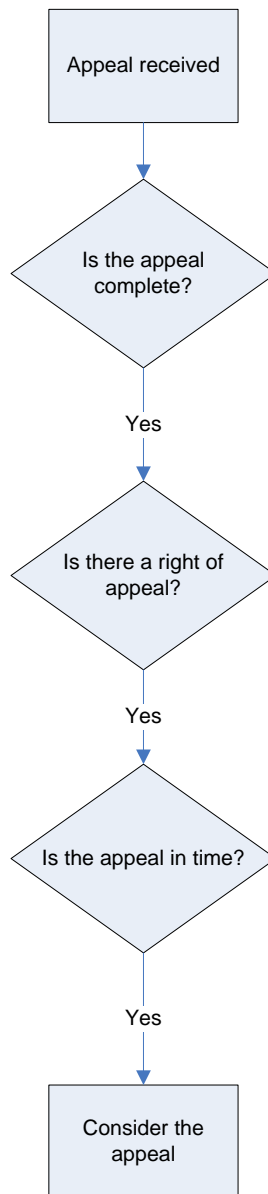 Appeal received
Is the appeal
complete?
Yes
Is there a right of
appeal?
Yes
Is the appeal in time?
Yes
Consider the
appeal